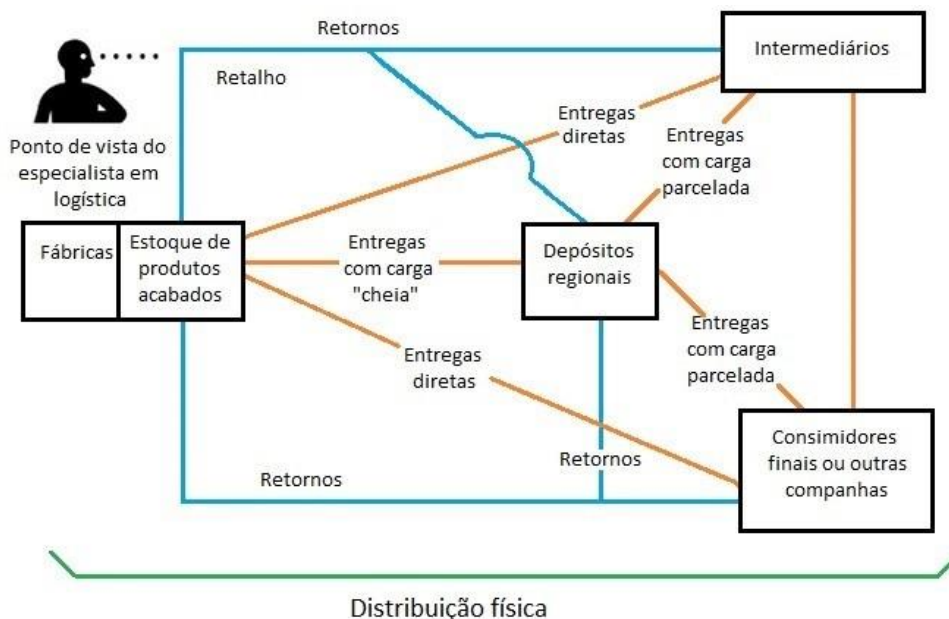 Retornos
Intermediários
Retalho
Ponto de vista do
especialista em
logística
Entregas
diretas
Entregas
com carga
parcelada
Fábricas
Estoque de
produtos
acabados
Entregas
com carga
"cheia"
Depósitos
regionais
Entregas
com carga
parcelada
Entregas
diretas
Consimidores
finais ou outras
companhas
Retornos
Retornos
Distribuição física